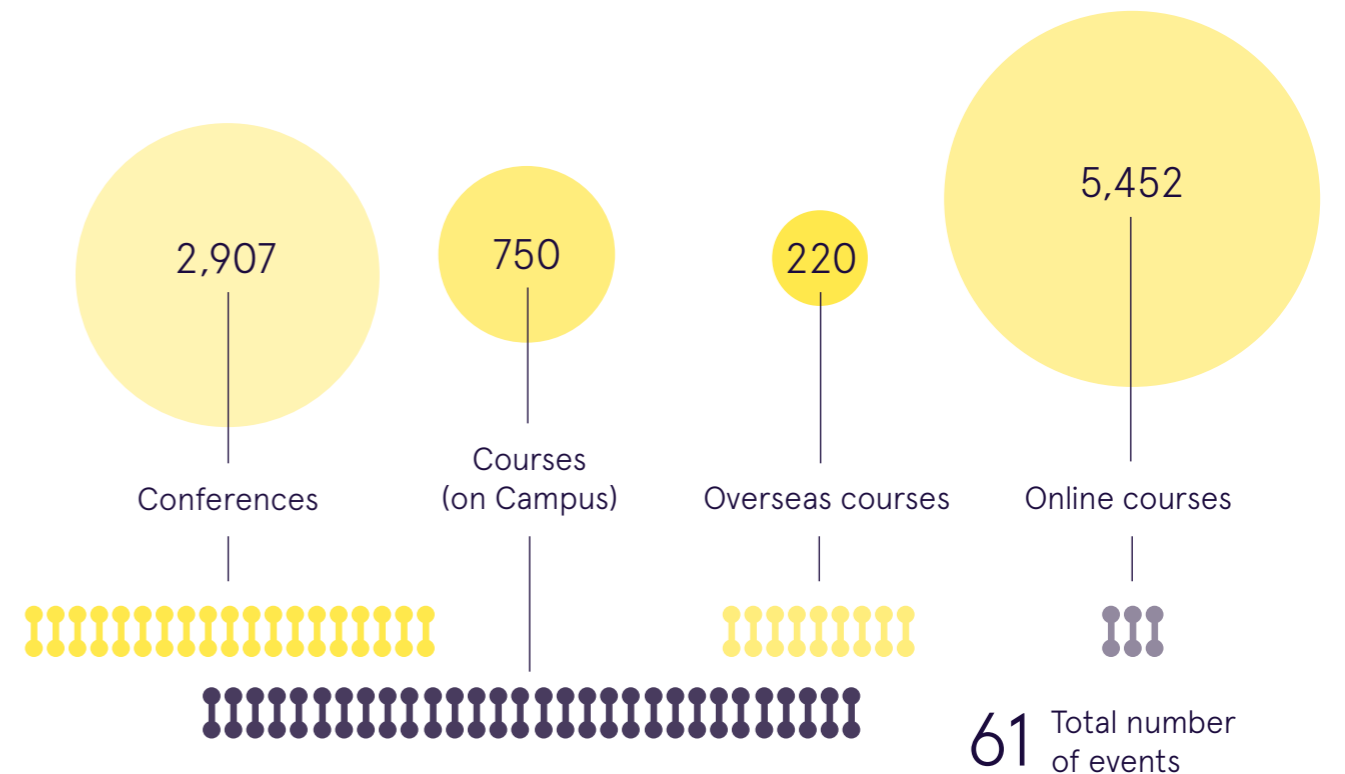 2,907
750
220
5,452
Conferences
Courses
(on Campus)
Overseas courses
Online courses
61
Total number
of events